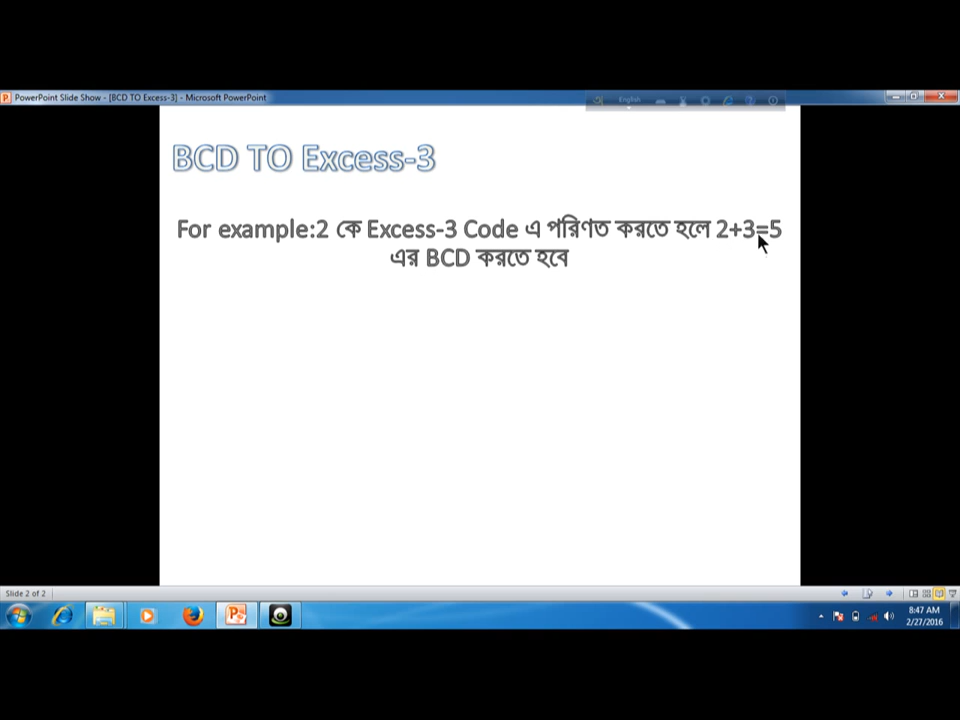 PowerPoint Slide Show - [BCD TO Excess-3] - Microsoft PowerPoint
English
BCD TO Excess-3
For example:2 কে Excess-3 Code এ পরিণত করতে হলে 2+3=5
এর BCD করতে হবে
Slide 2 of 2
8:47 AM
2/27/2016